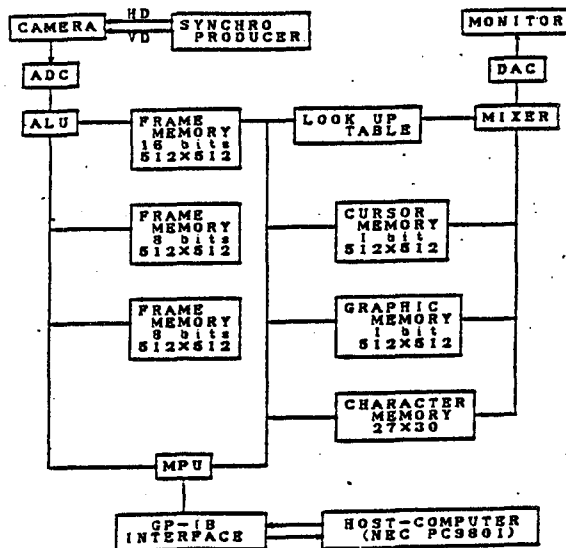 HD
MONITOR
CAMERA
VD
SYNCHRO
PRODUCER
ADC
DAC
ALU
FRAME
MEMORY
16 bits
512×512
LOOK UP
TABLE
MIXER
FRAME
MEMORY
8 bits
512×512
CURSOR
MEMORY
1 bit
512×512
FRAME
MEMORY
8 bits
512×512
GRAPHIC
MEMORY
1 bit
512×512
CHARACTER
MEMORY
27×30
MPU
GP-IB
INTERFACE
HOST-COMPUTER
(NEC PC9801)